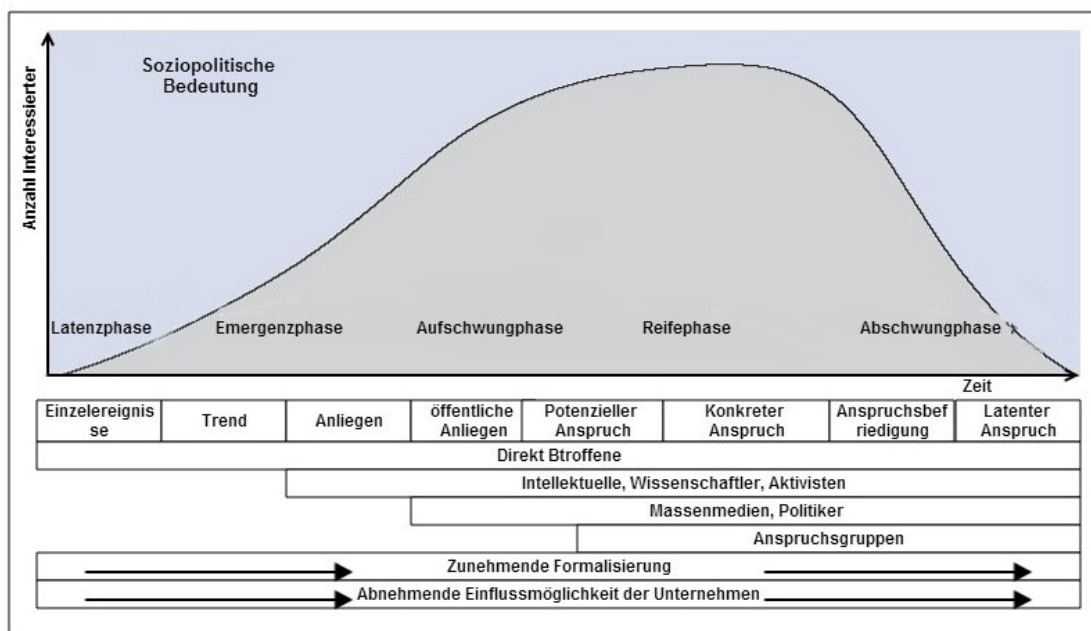 Soziopolitische
Bedeutung
Anzahl Interessierter
Latenzphase
Emergenzphase
Aufschwungphase
Reifephase
Abschwungphase
Zeit
Einzelereignis
se
Trend
Anliegen
öffentliche
Anliegen
Potenzieller
Anspruch
Konkreter
Anspruch
Anspruchsbef
riedigung
Latenter
Anspruch
Direkt Btroffene
Intellektuelle, Wissenschaftler, Aktivisten
Massenmedien, Politiker
Anspruchsgruppen
Zunehmende Formalisierung
Abnehmende Einflussmöglichkeit der Unternehmen